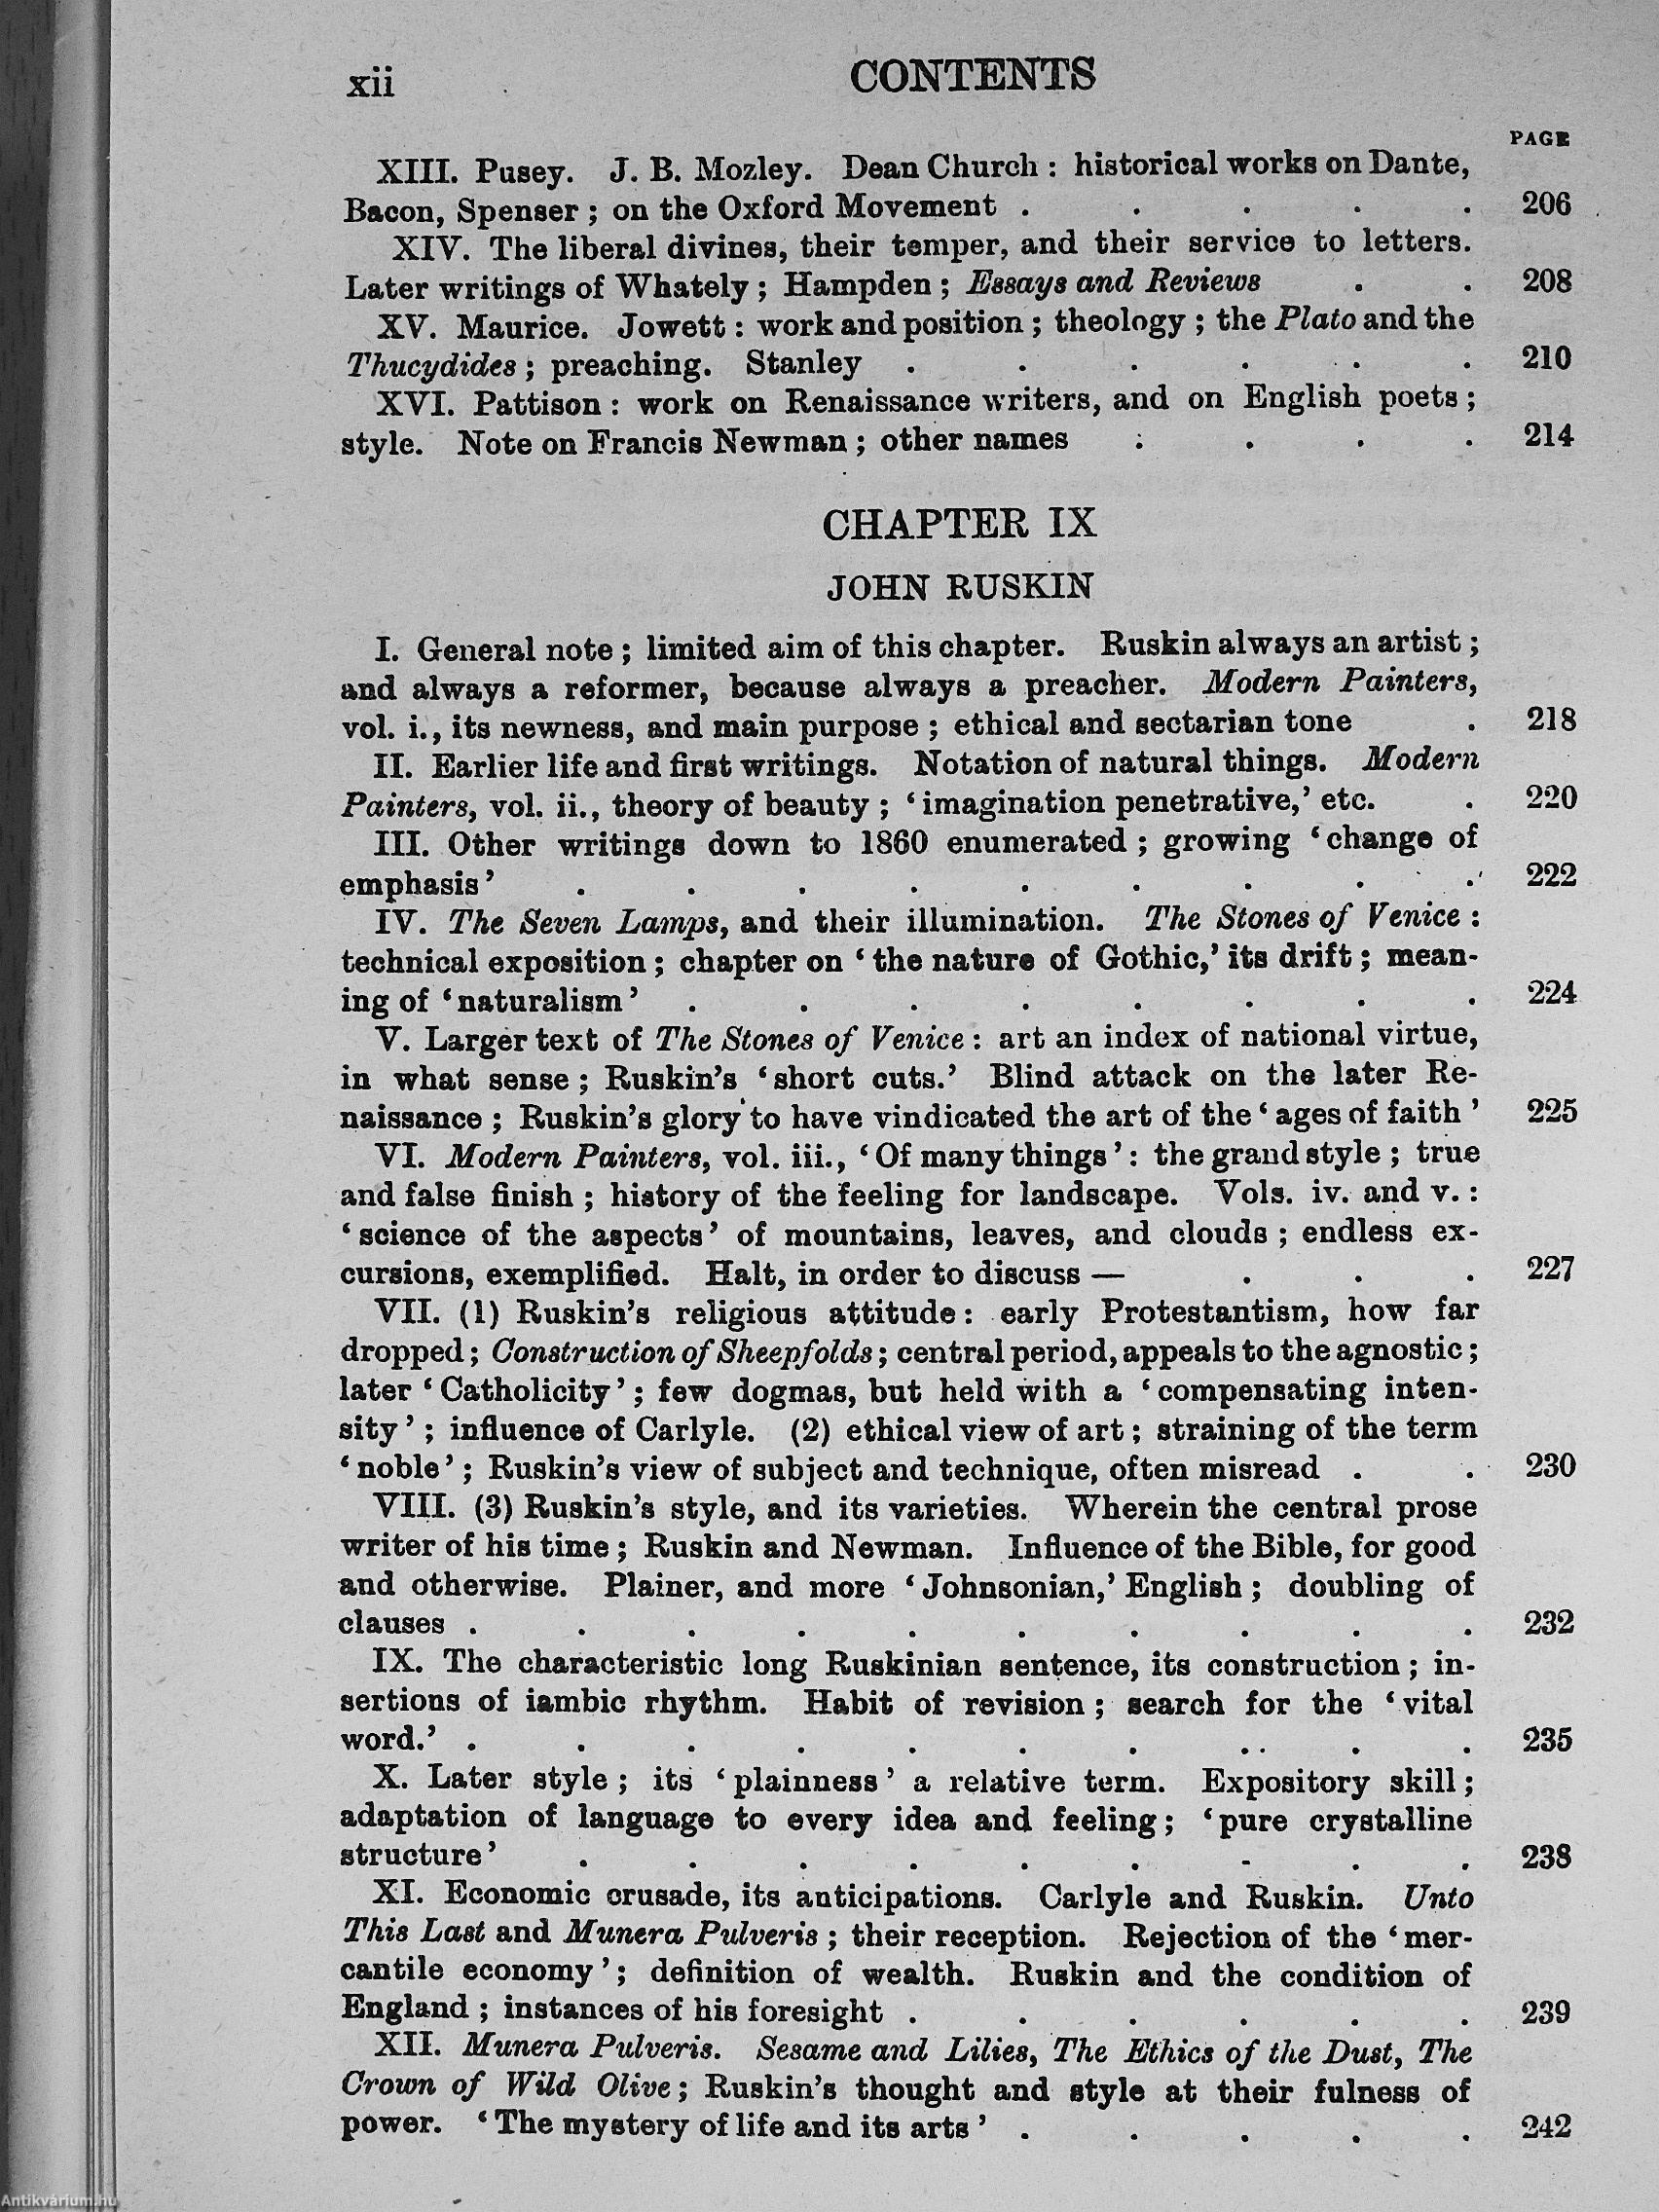 xii
CONTENTS
PAGE
XIII. Pusey. J. B. Mozley. Dean Church : historical works on Dante,
Bacon, Spenser ; on the Oxford Movement . . . . . 206
XIV. The liberal divines, their temper, and their service to letters.
Later writings of Whately ; Hampden ; Essays and Reviews . . 208
XV. Maurice. Jowett : work and position ; theology ; the Plato and the
Thucydides ; preaching. Stanley . . . . . . 210
XVI. Pattison : work on Renaissance writers, and on English poets ;
style. Note on Francis Newman ; other names . . . . 214
CHAPTER IX
JOHN RUSKIN
I. General note ; limited aim of this chapter. Ruskin always an artist ;
and always a reformer, because always a preacher. Modern Painters,
vol. i., its newness, and main purpose ; ethical and sectarian tone . 218
II. Earlier life and first writings. Notation of natural things. Modern
Painters, vol. ii., theory of beauty ; ‘imagination penetrative,’ etc. . 220
III. Other writings down to 1860 enumerated ; growing ‘change of
emphasis’ . . . . . . . . . 222
IV. The Seven Lamps, and their illumination. The Stones of Venice :
technical exposition ; chapter on ‘the nature of Gothic,’ its drift ; mean-
ing of ‘naturalism’ . . . . . . . . 224
V. Larger text of The Stones of Venice : art an index of national virtue,
in what sense ; Ruskin’s ‘short cuts.’ Blind attack on the later Re-
naissance ; Ruskin’s glory to have vindicated the art of the ‘ages of faith’ 225
VI. Modern Painters, vol. iii., ‘Of many things’ : the grand style ; true
and false finish ; history of the feeling for landscape. Vols. iv. and v. :
‘science of the aspects’ of mountains, leaves, and clouds ; endless ex-
cursions, exemplified. Halt, in order to discuss — . . . 227
VII. (1) Ruskin’s religious attitude : early Protestantism, how far
dropped ; Construction of Sheepfolds ; central period, appeals to the agnostic ;
later ‘Catholicity’ ; few dogmas, but held with a ‘compensating inten-
sity’ ; influence of Carlyle. (2) ethical view of art ; straining of the term
‘noble’ ; Ruskin’s view of subject and technique, often misread . . 230
VIII. (3) Ruskin’s style, and its varieties. Wherein the central prose
writer of his time ; Ruskin and Newman. Influence of the Bible, for good
and otherwise. Plainer, and more ‘Johnsonian,’ English ; doubling of
clauses . . . . . . . . . . 232
IX. The characteristic long Ruskinian sentence, its construction ; in-
sertions of iambic rhythm. Habit of revision ; search for the ‘vital
word.’ . . . . . . . . . . 235
X. Later style ; its ‘plainness’ a relative term. Expository skill ;
adaptation of language to every idea and feeling ; ‘pure crystalline
structure’ . . . . . . . . . 238
XI. Economic crusade, its anticipations. Carlyle and Ruskin. Unto
This Last and Munera Pulveris ; their reception. Rejection of the ‘mer-
cantile economy’ ; definition of wealth. Ruskin and the condition of
England ; instances of his foresight . . . . . . 239
XII. Munera Pulveris. Sesame and Lilies, The Ethics of the Dust, The
Crown of Wild Olive ; Ruskin’s thought and style at their fulness of
power. ‘The mystery of life and its arts’ . . . . . 242
Antikvárium.hu